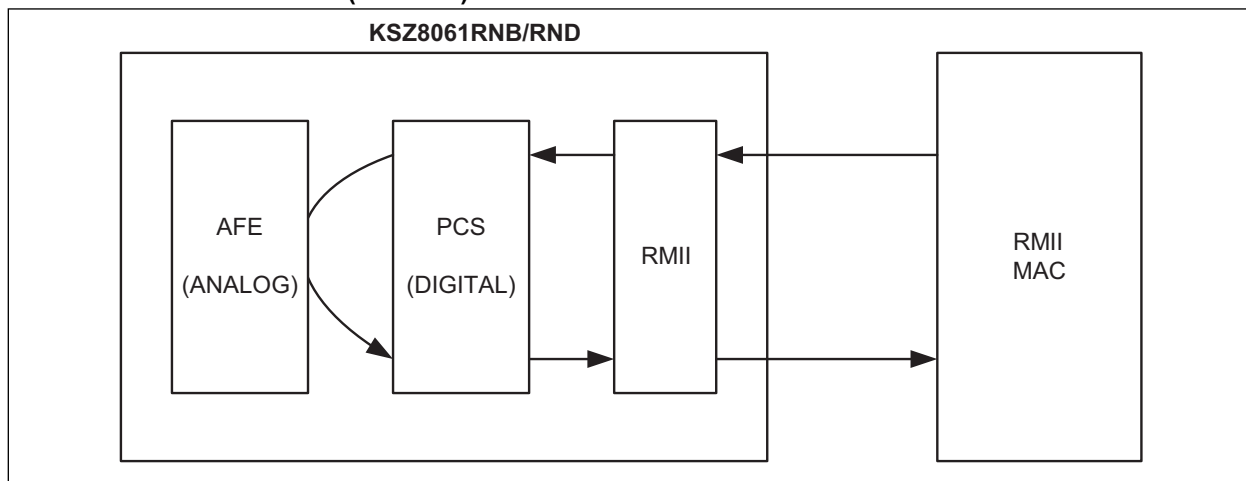 KSZ8061RNB/RND
AFE
(ANALOG)
PCS
(DIGITAL)
RMII
RMII
MAC